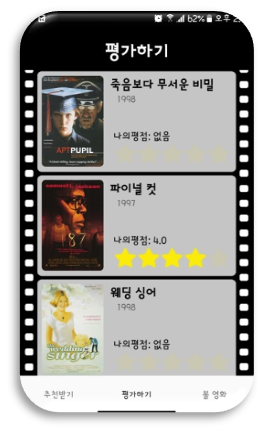 62% 오후 2
평가하기
APT PUPIL
죽음보다 무서운 비밀
1998
나의평점: 없음
187
파이널 컷
1997
나의평점: 4.0
the wedding singer
웨딩 싱어
1998
나의평점: 없음
추천받기 평가하기 볼 영화